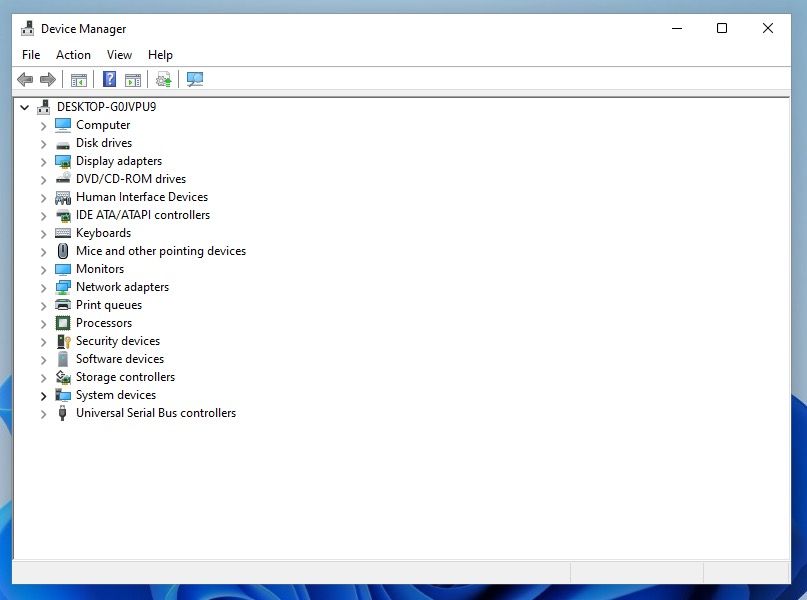 Device Manager
File Action View Help
DESKTOP-G0JVPU9
Computer
Disk drives
Display adapters
DVD/CD-ROM drives
Human Interface Devices
IDE ATA/ATAPI controllers
Keyboards
Mice and other pointing devices
Monitors
Network adapters
Print queues
Processors
Security devices
Software devices
Storage controllers
System devices
Universal Serial Bus controllers